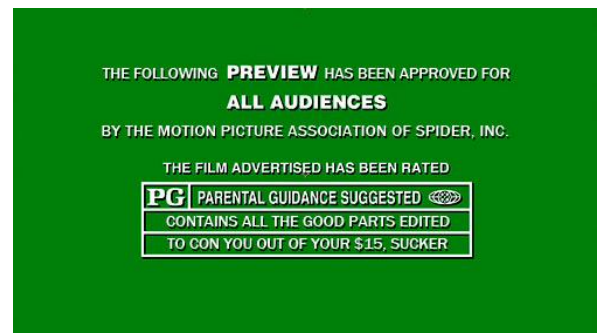 THE FOLLOWING PREVIEW HAS BEEN APPROVED FOR
ALL AUDIENCES
BY THE MOTION PICTURE ASSOCIATION OF SPIDER, INC.
THE FILM ADVERTISED HAS BEEN RATED
PG PARENTAL GUIDANCE SUGGESTED
CONTAINS ALL THE GOOD PARTS EDITED
TO CON YOU OUT OF YOUR $15, SUCKER